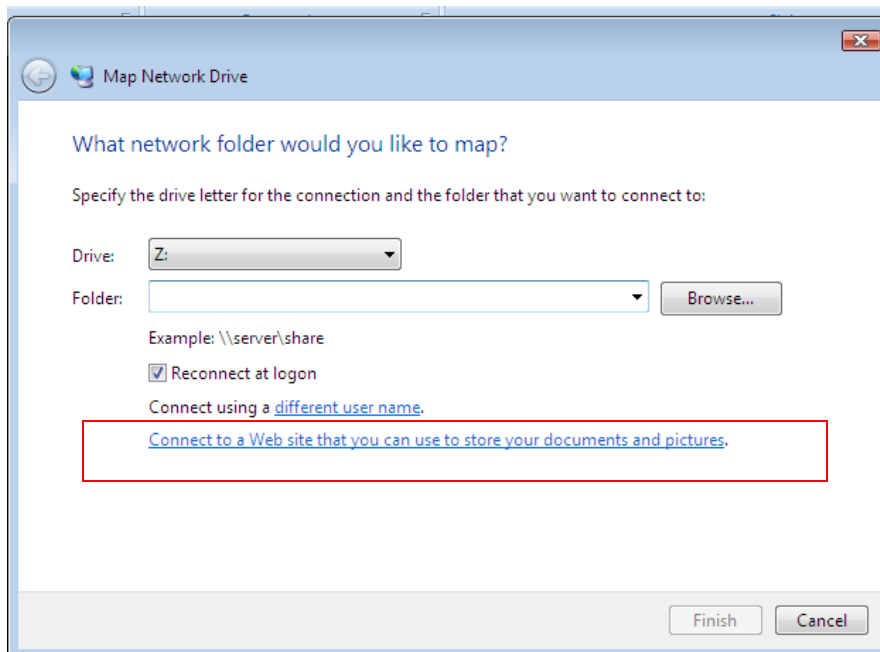 Map Network Drive
What network folder would you like to map?
Specify the drive letter for the connection and the folder that you want to connect to:
Drive: Z:
Folder: Browse...
Example: \\server\share
Reconnect at logon
Connect using a different user name.
Connect to a Web site that you can use to store your documents and pictures.
Finish Cancel